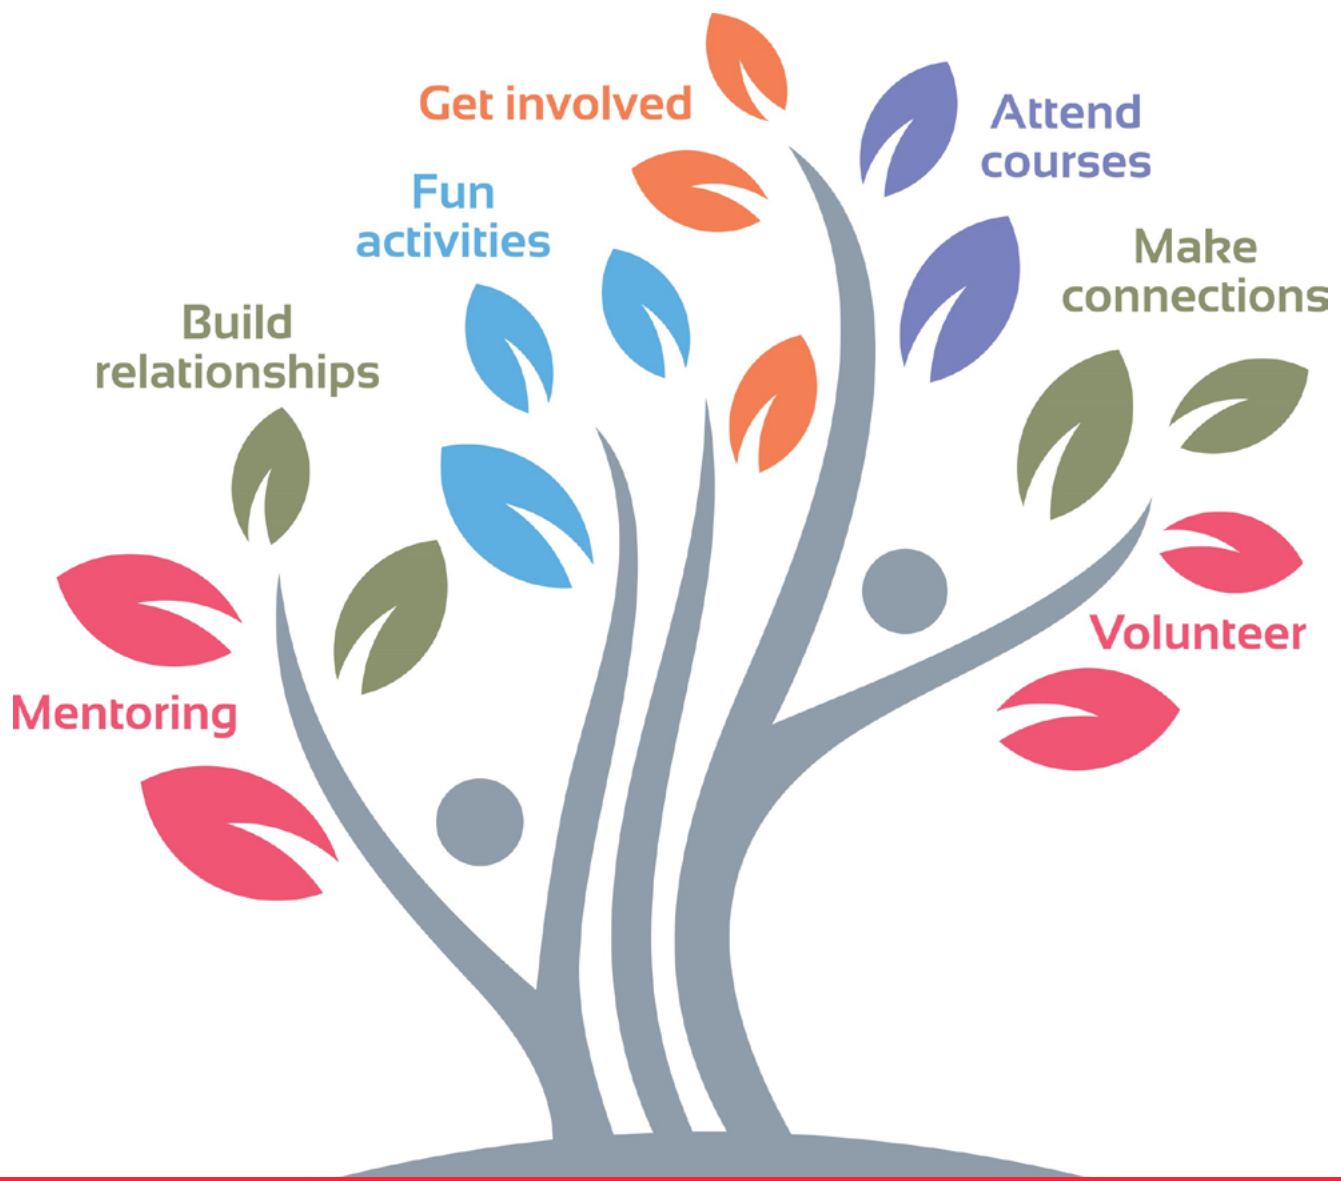 Get involved
Attend
courses
Fun
activities
Make
connections
Build
relationships
Volunteer
Mentoring